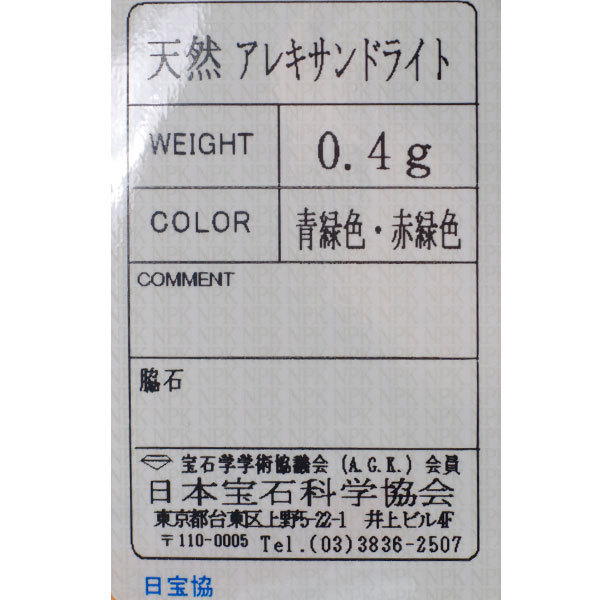 天然 アレキサンドライト
WEIGHT 0.4g
COLOR 青緑色・赤緑色
COMMENT
脇石
宝石学学術協議会 (A.G.K.) 会員
日本宝石科学協会
東京都台東区上野5-22-1 井上ビル4F
〒110-0005 Tel.(03)3836-2507
日宝協